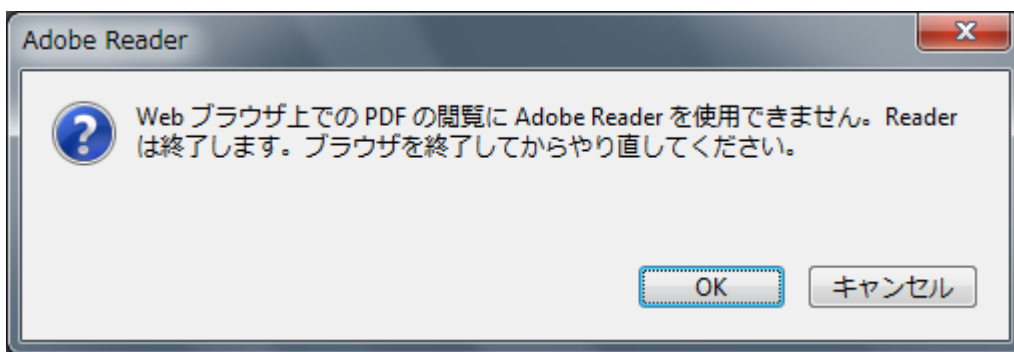 Adobe Reader
Web ブラウザ上での PDF の閲覧に Adobe Reader を使用できません。Reader
は終了します。ブラウザを終了してからやり直してください。
OK
キャンセル